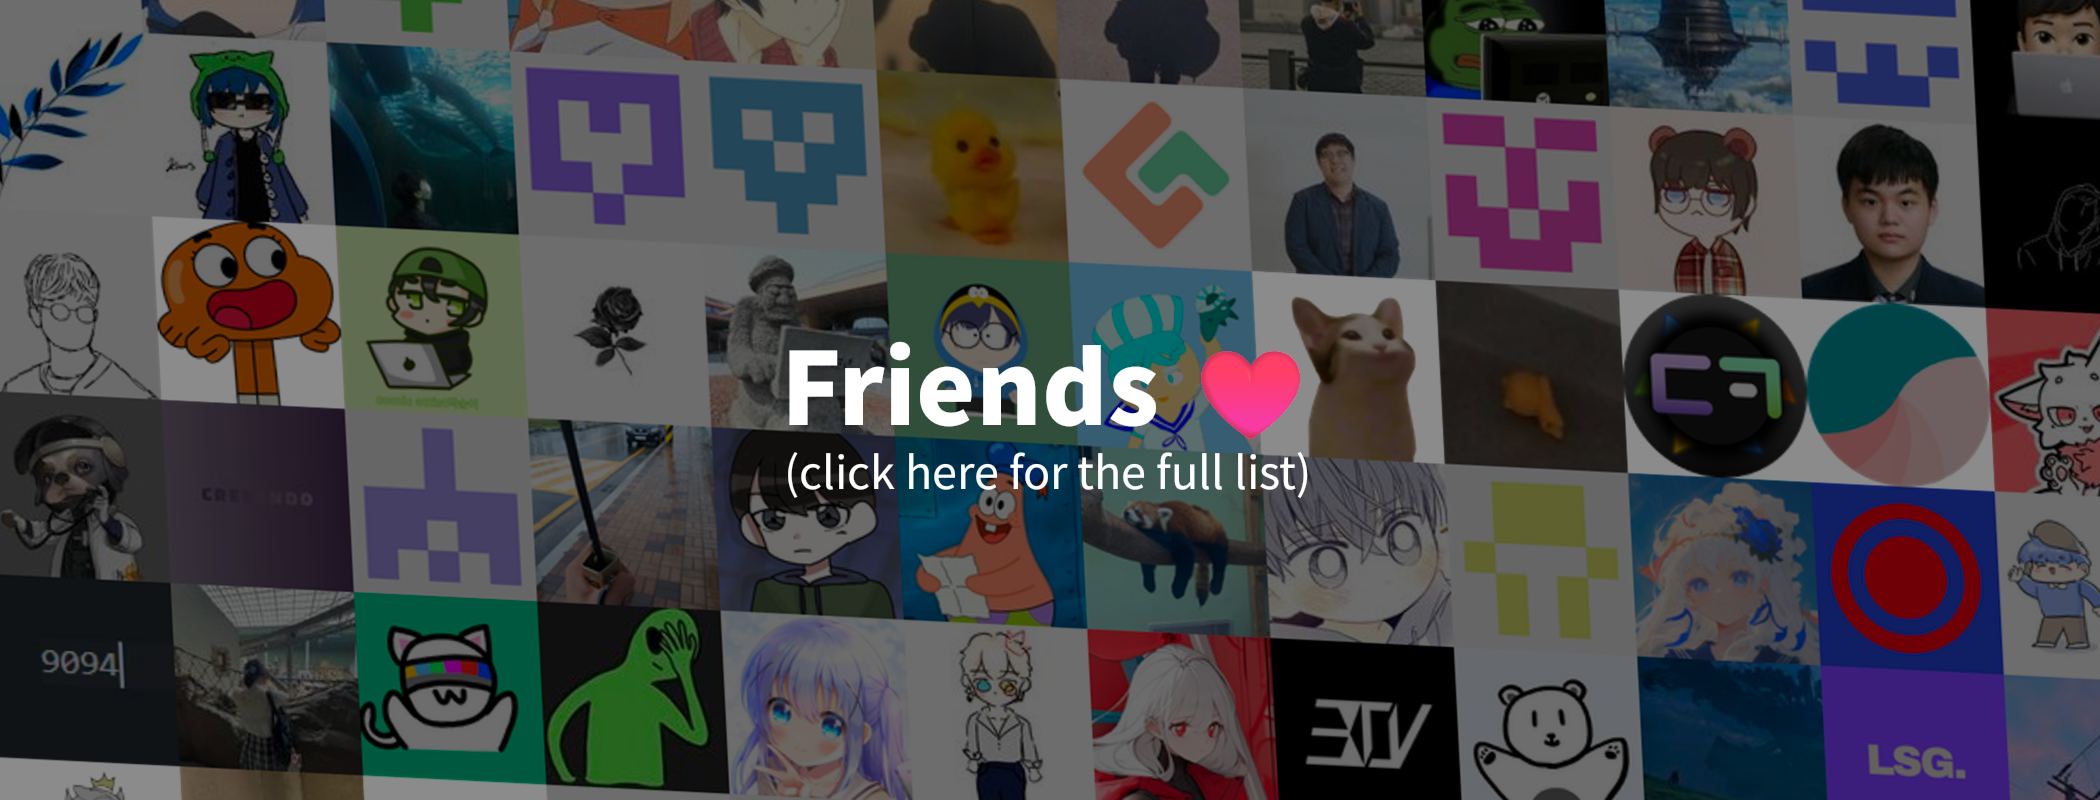 Friends ❤️
(click here for the full list)
9094
LSG.